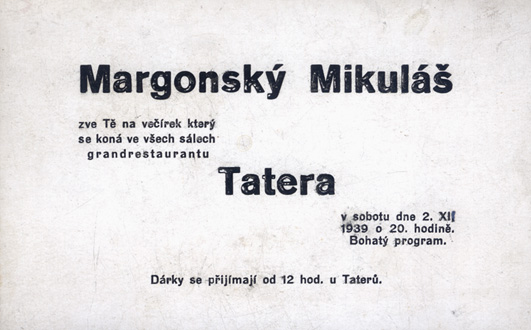 Margonský Mikuláš
zve Tě na večírek který
se koná ve všech sálech
grandrestaurantu
Tatera
v sobotu dne 2. XII
1939 o 20. hodině.
Bohatý program.
Dárky se přijímají od 12 hod. u Taterů.